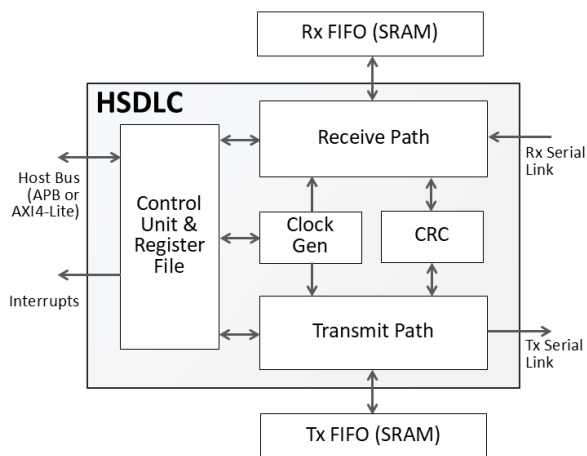 Rx FIFO (SRAM)
HSDLC
Receive Path
Rx Serial
Link
Host Bus
(APB or
AXI4-Lite)
Control
Unit &
Register
File
Clock
Gen
CRC
Interrupts
Transmit Path
Tx Serial
Link
Tx FIFO (SRAM)